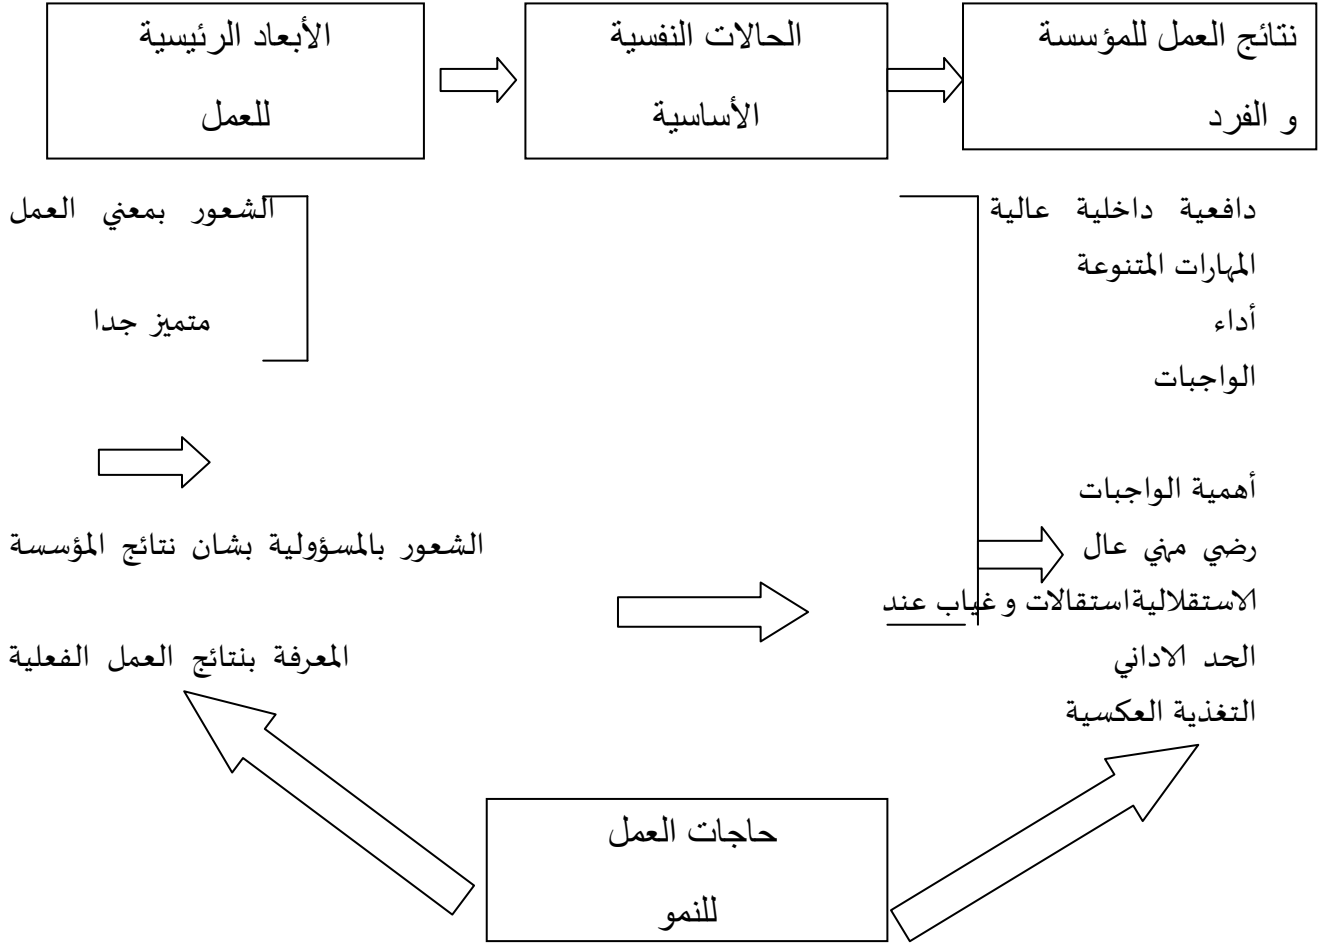 نتائج العمل للمؤسسة
و الفرد
الحالات النفسية
الأساسية
الأبعاد الرئيسية
للعمل
دافعية داخلية عالية
الشعور بمعني العمل
المهارات المتنوعة
أداء
متميز جدا
الواجبات
أهمية الواجبات
رضي مهني عال
الشعور بالمسؤولية بشان نتائج المؤسسة
الاستقلالية استقالات و غياب عند
الحد الاداني
المعرفة بنتائج العمل الفعلية
التغذية العكسية
حاجات العمل
للنمو